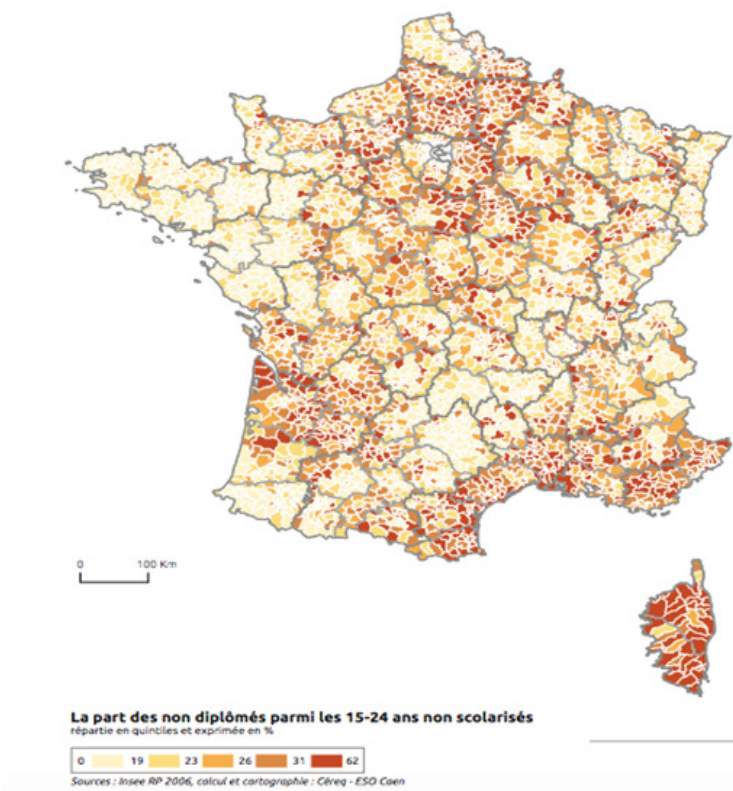 0 100 Km
La part des non diplômés parmi les 15-24 ans non scolarisés
répartie en quintiles et exprimée en %
0 19 23 26 31 62
Sources : Insee RP 2006, calcul et cartographie : Céreq - ESO Caen